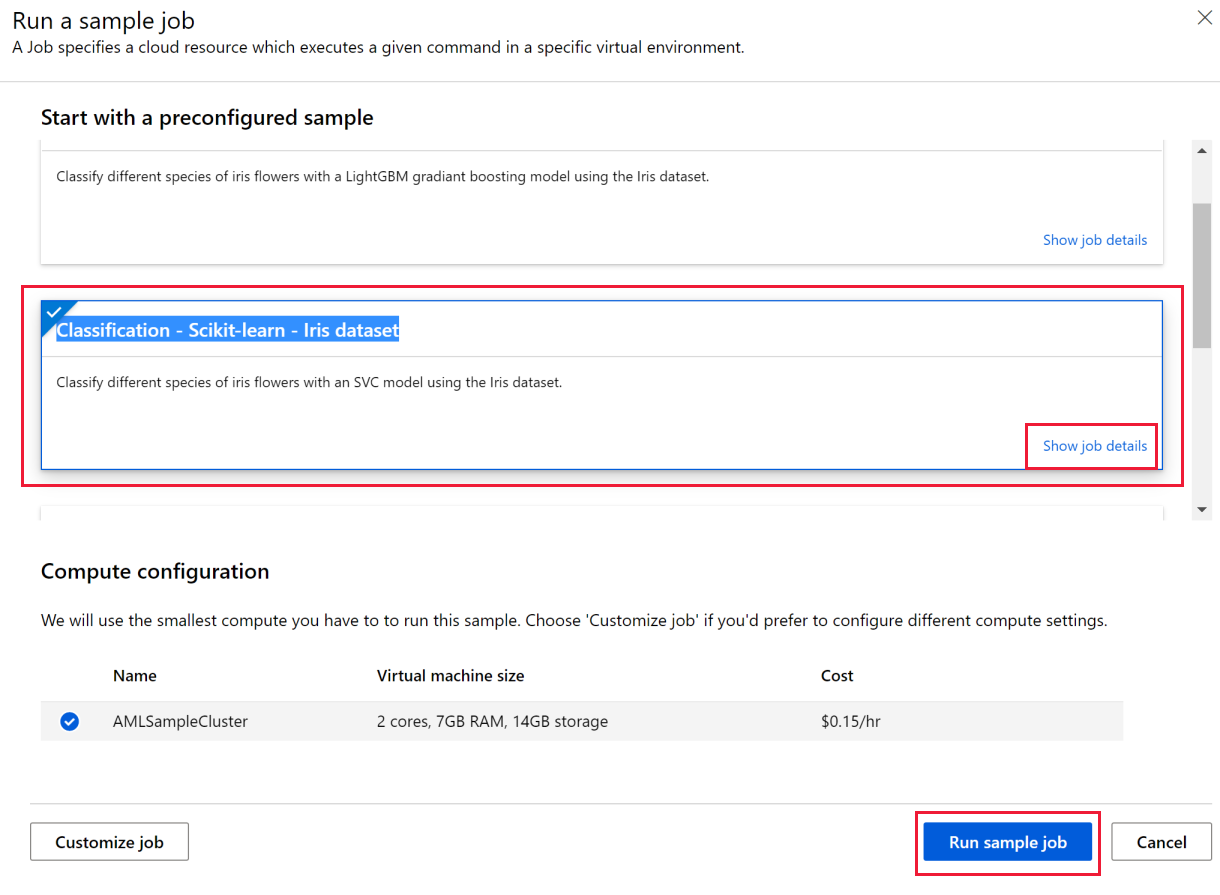 Run a sample job
A Job specifies a cloud resource which executes a given command in a specific virtual environment.
Start with a preconfigured sample
Classify different species of iris flowers with a LightGBM gradiant boosting model using the Iris dataset.
Show job details
Classification - Scikit-learn - Iris dataset
Classify different species of iris flowers with an SVC model using the Iris dataset.
Show job details
Compute configuration
We will use the smallest compute you have to to run this sample. Choose 'Customize job' if you'd prefer to configure different compute settings.
Name Virtual machine size Cost
AMLSampleCluster 2 cores, 7GB RAM, 14GB storage $0.15/hr
Customize job Run sample job Cancel